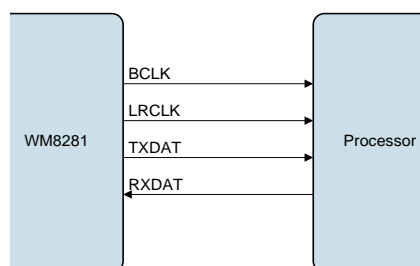 BCLK
LRCLK
WM8281
TXDAT
Processor
RXDAT